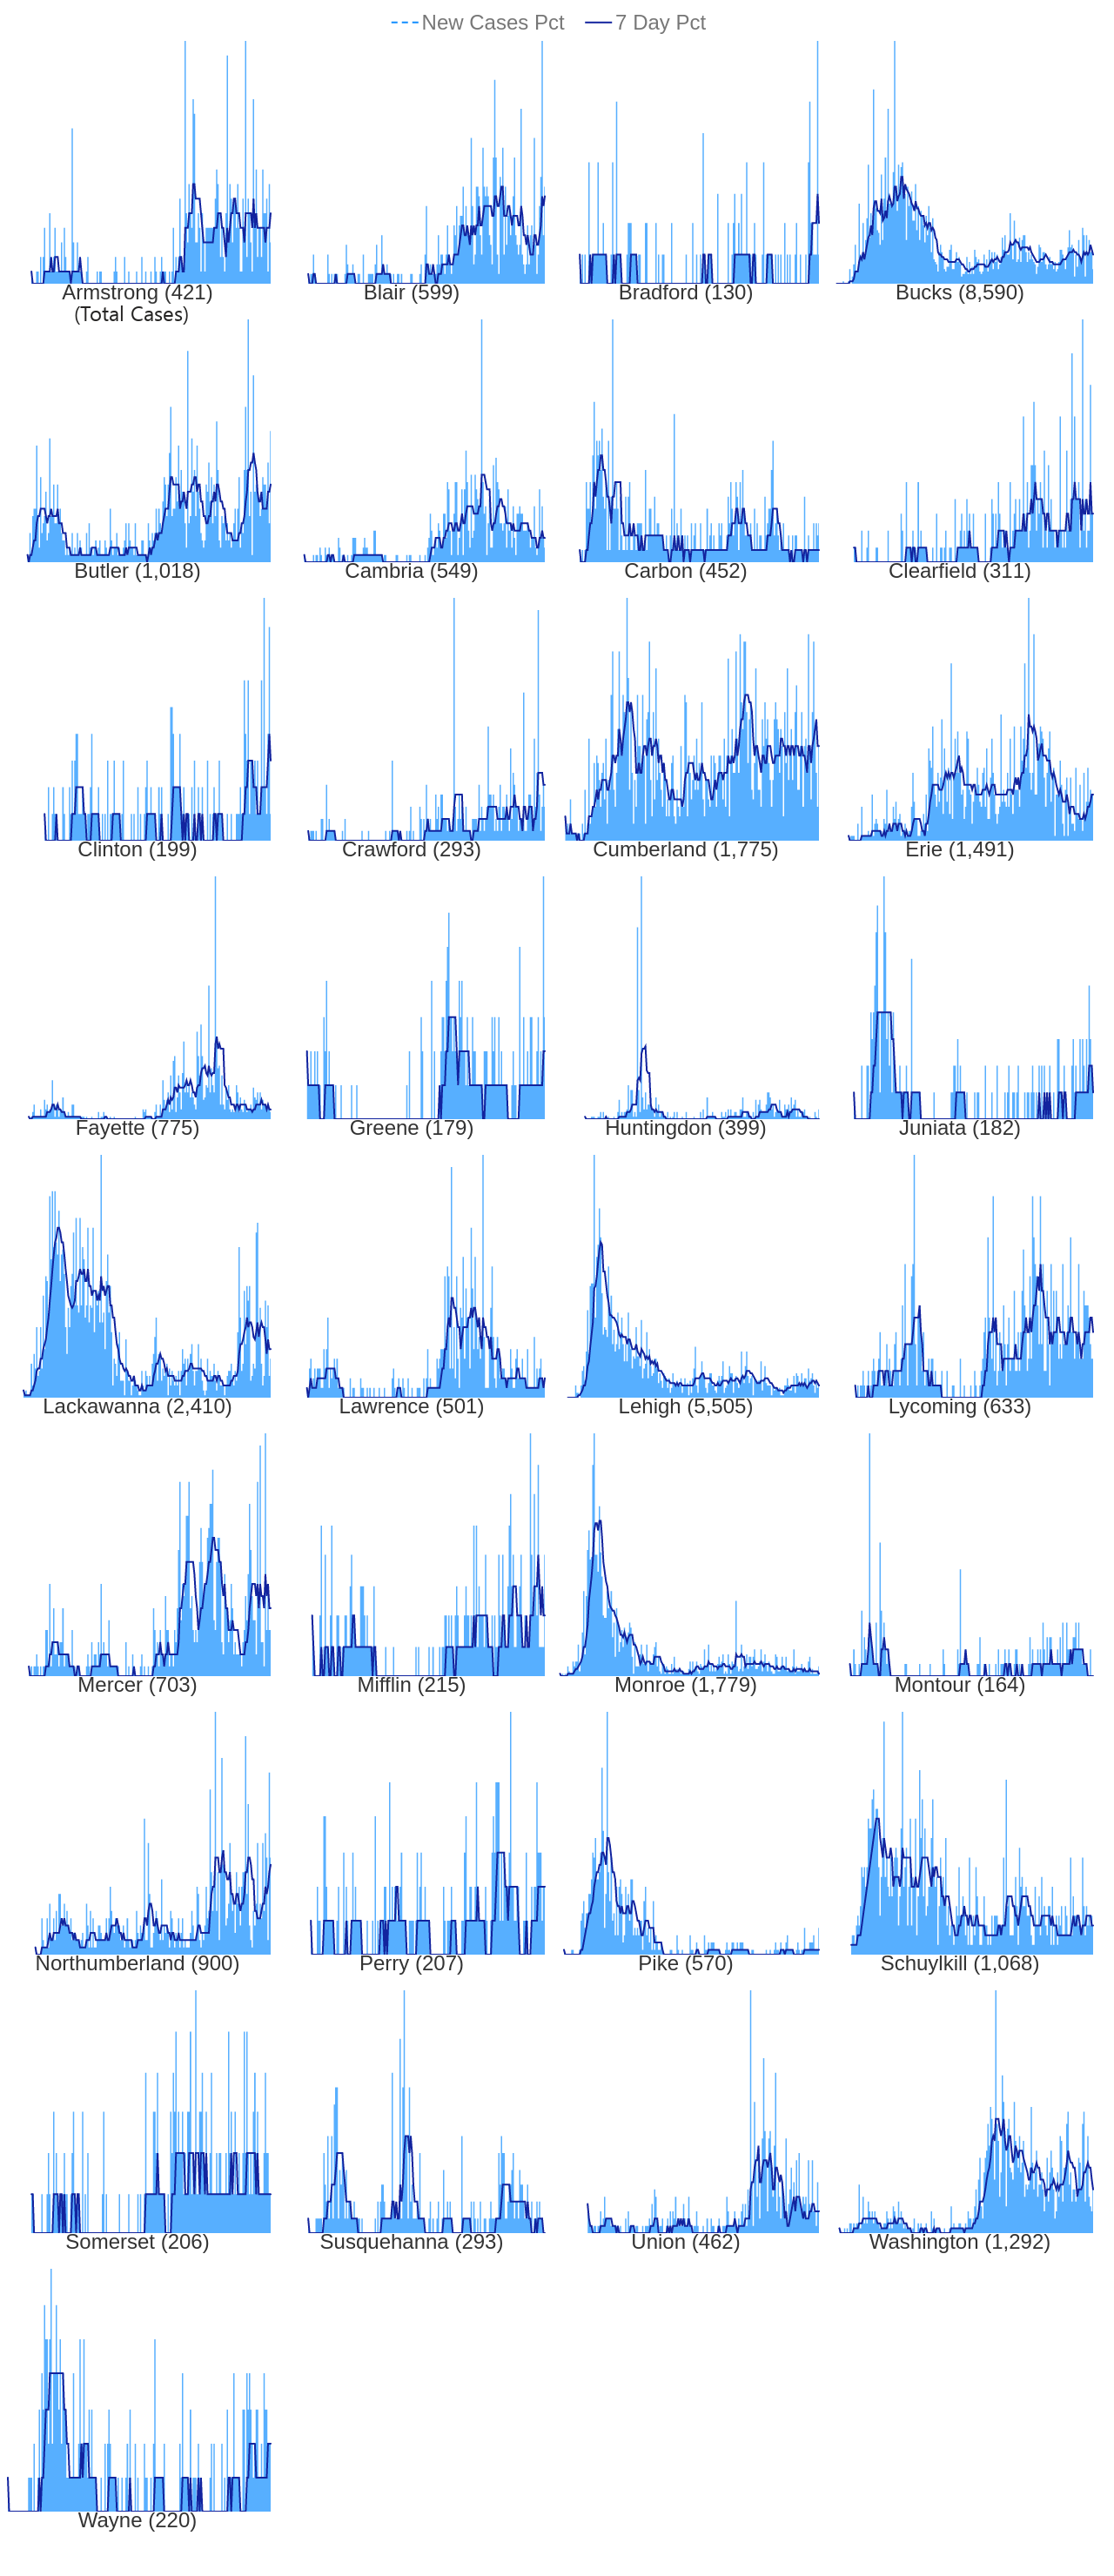 New Cases Pct 7 Day Pct
Armstrong (421) Blair (599) Bradford (130) Bucks (8,590)
(Total Cases)
Butler (1,018) Cambria (549) Carbon (452) Clearfield (311)
Clinton (199) Crawford (293) Cumberland (1,775) Erie (1,491)
Fayette (775) Greene (179) Huntingdon (399) Juniata (182)
Lackawanna (2,410) Lawrence (501) Lehigh (5,505) Lycoming (633)
Mercer (703) Mifflin (215) Monroe (1,779) Montour (164)
Northumberland (900) Perry (207) Pike (570) Schuylkill (1,068)
Somerset (206) Susquehanna (293) Union (462) Washington (1,292)
Wayne (220)